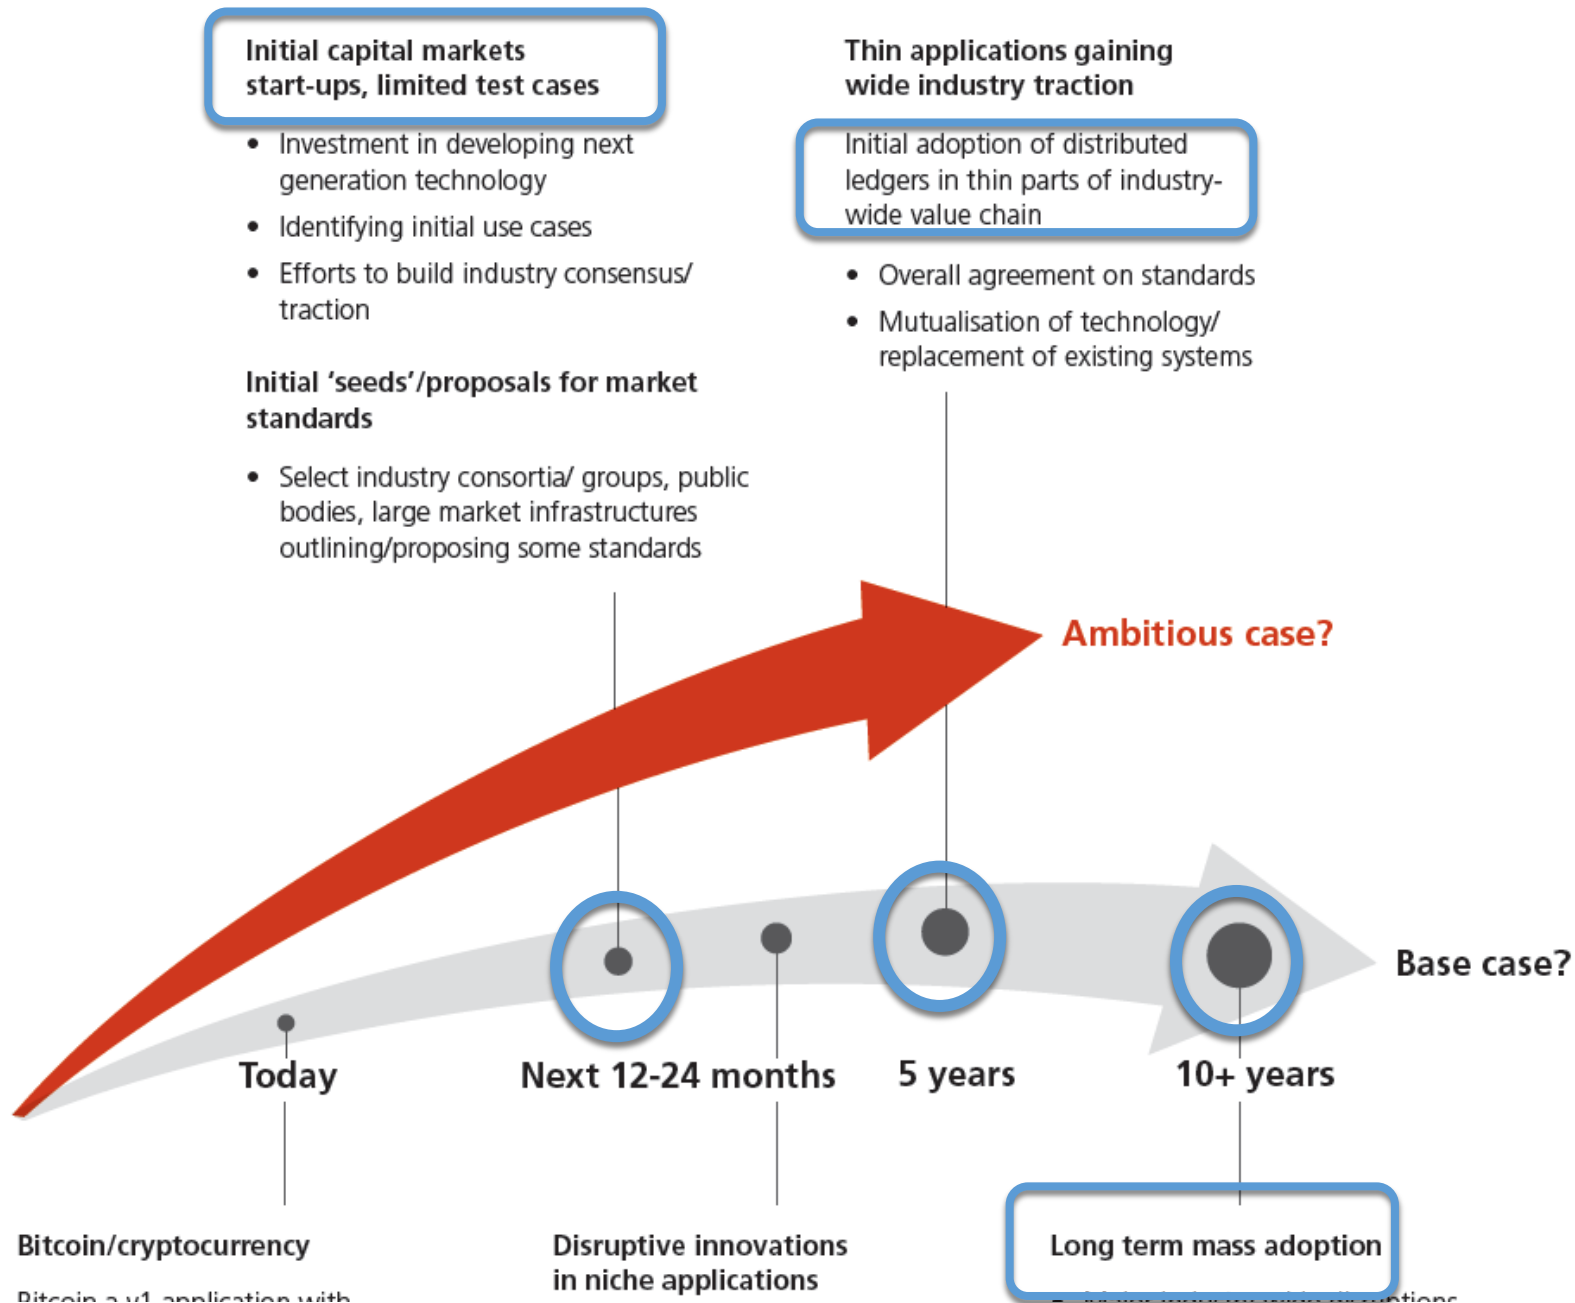 Initial capital markets
start-ups, limited test cases
• Investment in developing next
generation technology
• Identifying initial use cases
• Efforts to build industry consensus/
traction
Initial ‘seeds’/proposals for market
standards
• Select industry consortia/ groups, public
bodies, large market infrastructures
outlining/proposing some standards
Thin applications gaining
wide industry traction
Initial adoption of distributed
ledgers in thin parts of industry-
wide value chain
• Overall agreement on standards
• Mutualisation of technology/
replacement of existing systems
Ambitious case?
Base case?
Today
Next 12-24 months
5 years
10+ years
Bitcoin/cryptocurrency
Bitcoin a v1 application with
Disruptive innovations
in niche applications
Long term mass adoption
disruptions